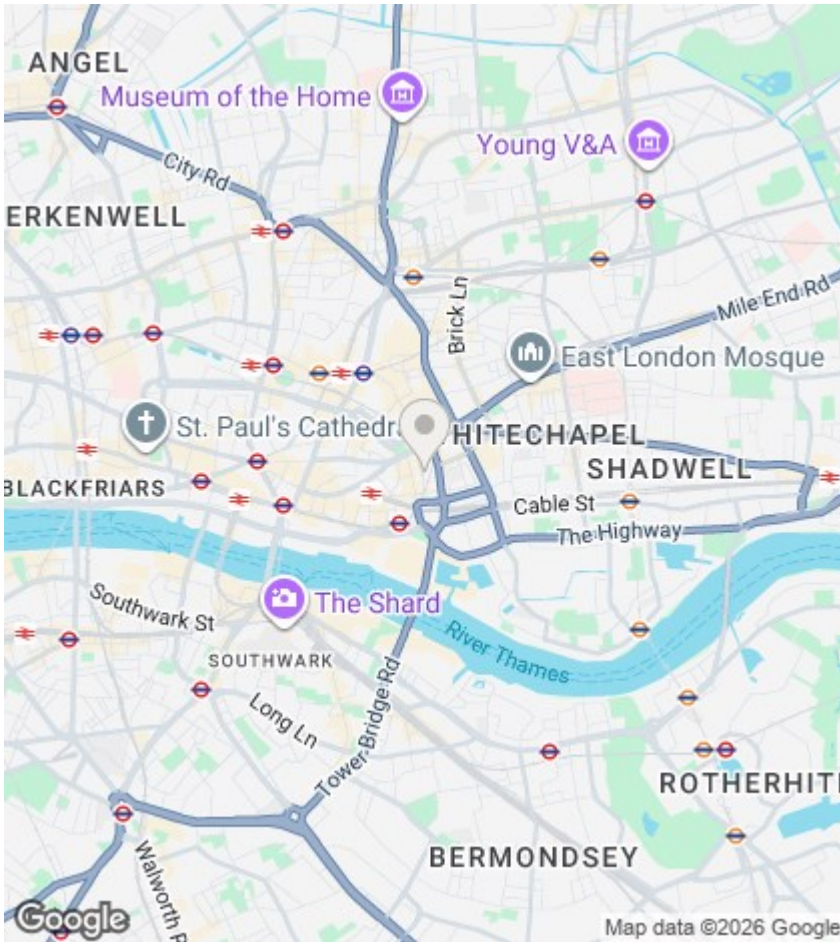 ANGEL
Museum of the Home
Young V&A
City Rd
ERKENWELL
Brick Ln
Mile End Rd
East London Mosque
St. Paul's Cathedra
HITECHAPEL
SHADWELL
BLACKFRIARS
Cable St
The Highway
Southwark St
The Shard
River Thames
SOUTHWARK
Tower Bridge Rd
Long Ln
ROTHERHITH
BERMONDSEY
Walworth R
Google
Map data ©2026 Google